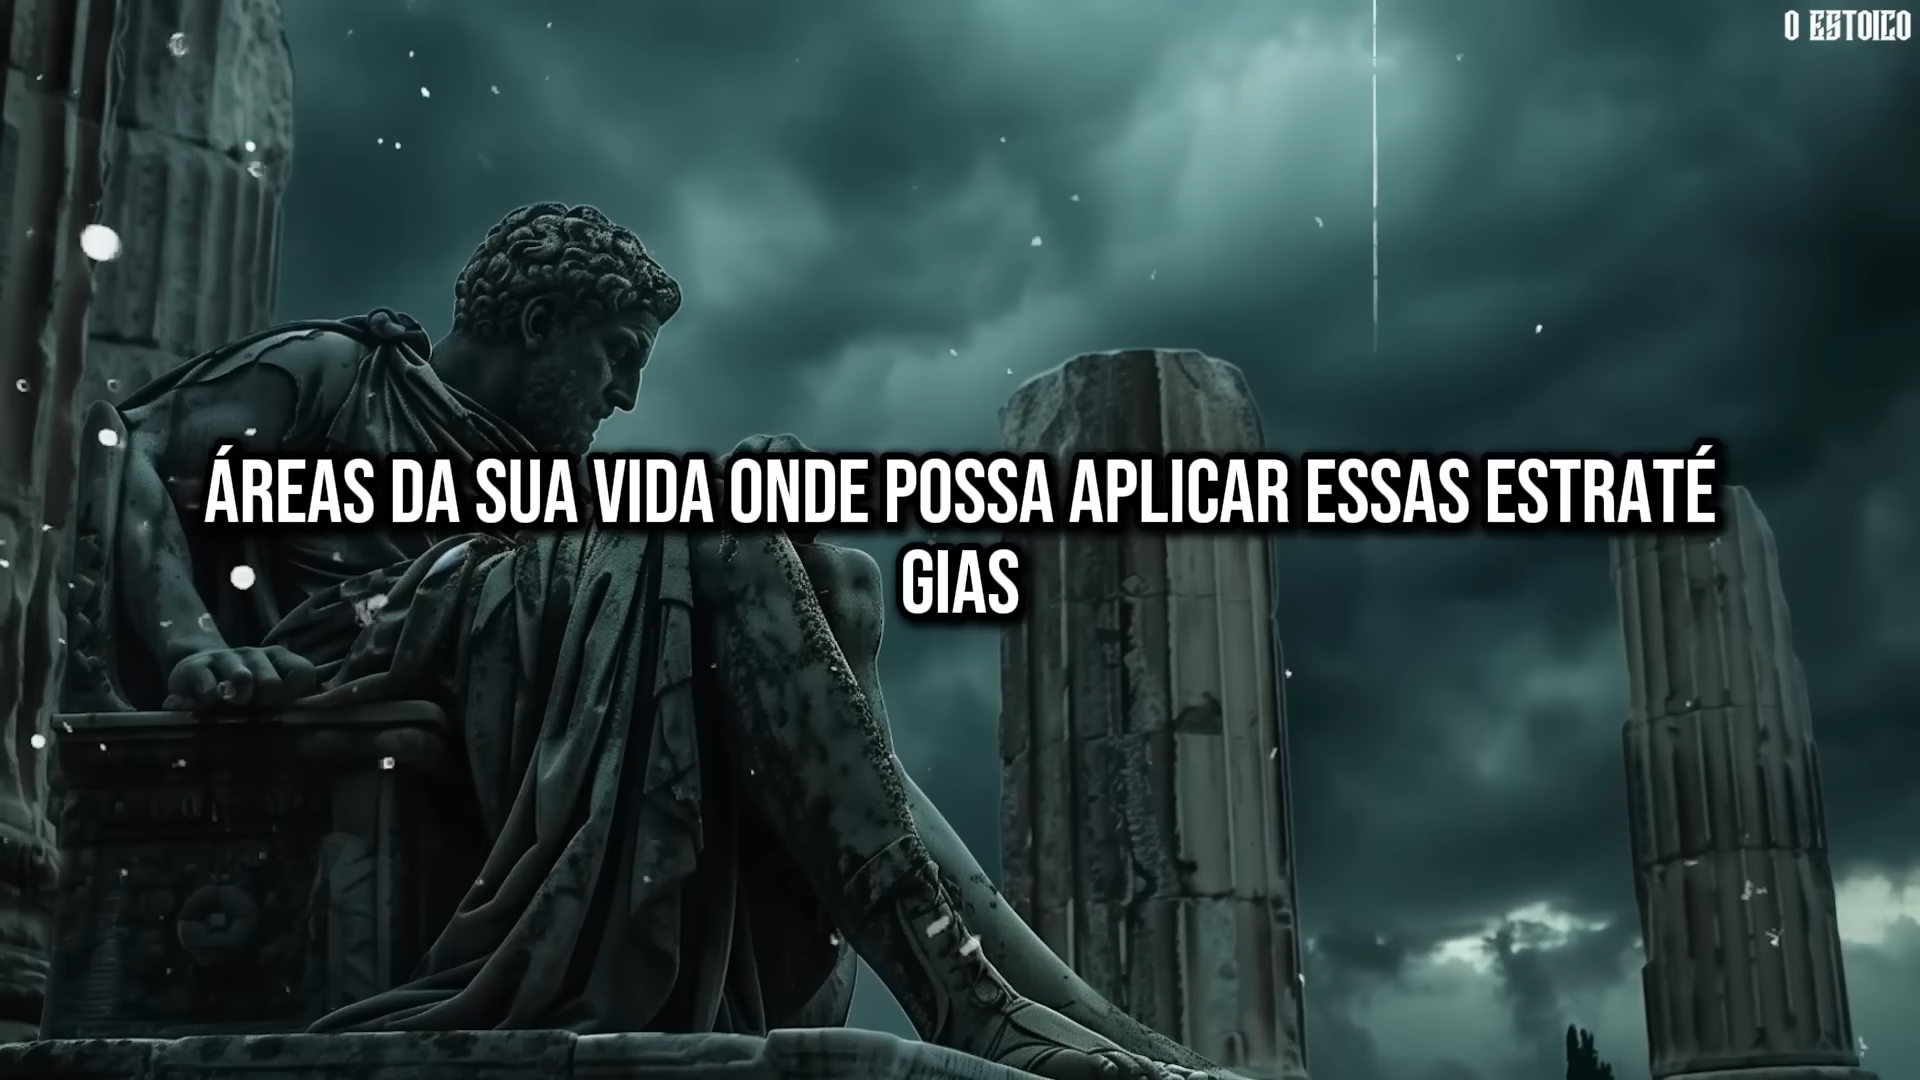 O ESTOICO
ÁREAS DA SUA VIDA ONDE POSSA APLICAR ESSAS ESTRATÉ
GIAS